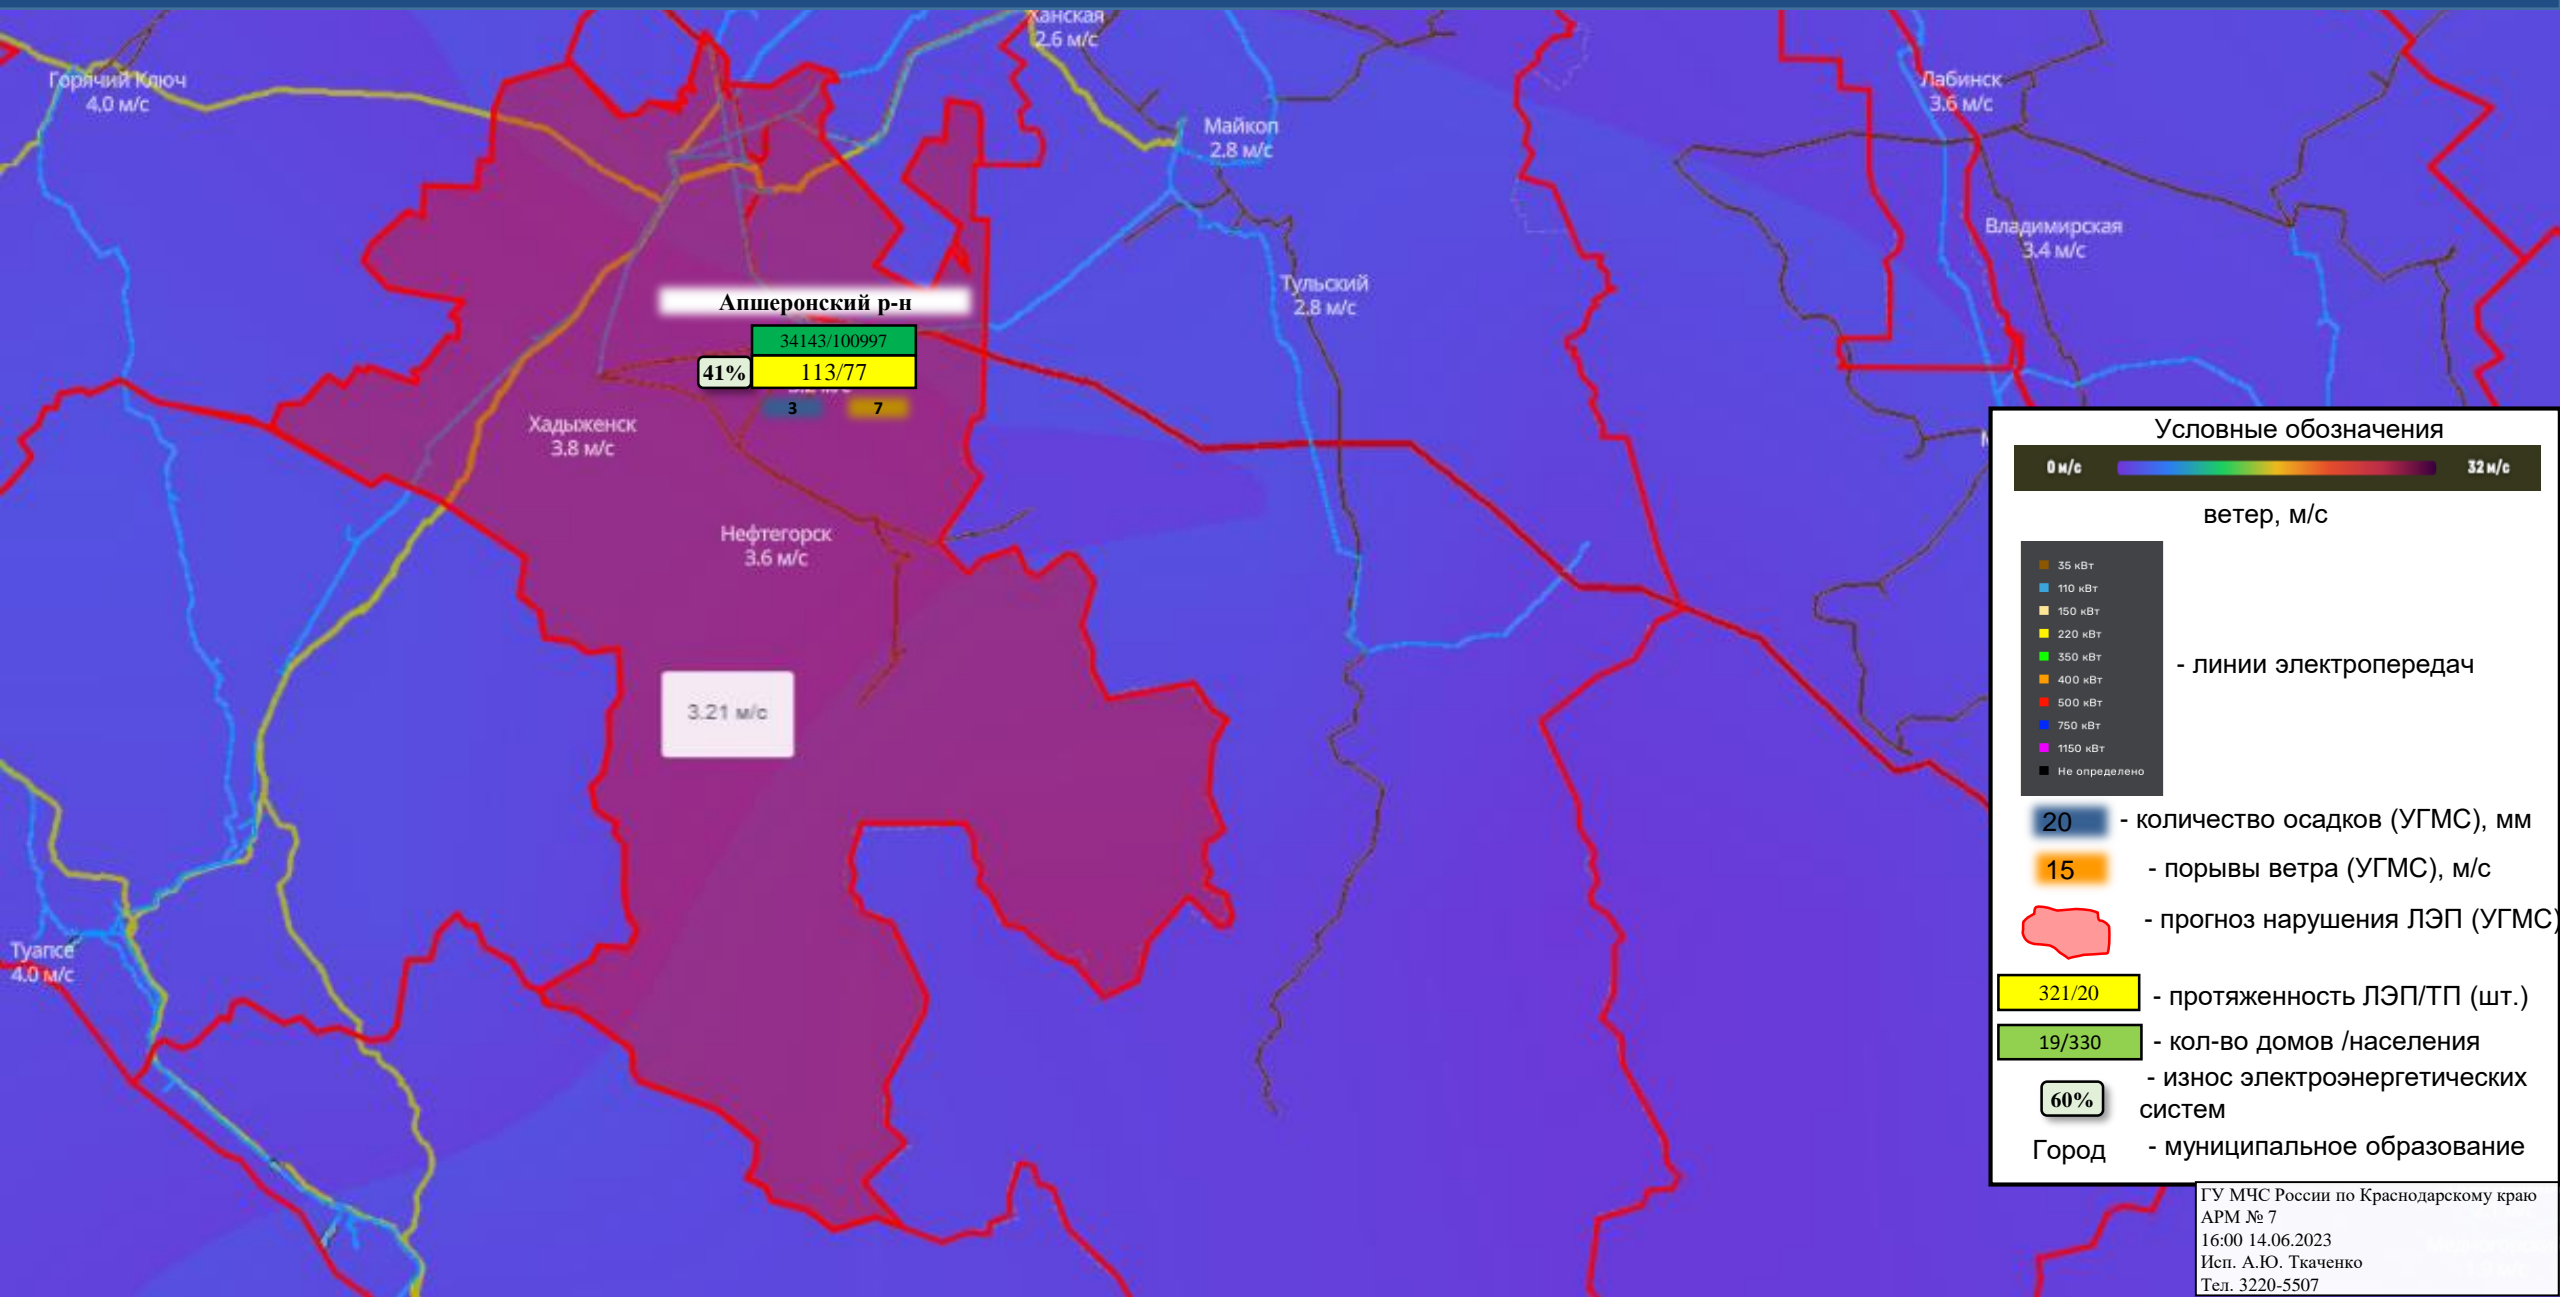 Ханская
2.6 м/с
Горячий Ключ
4.0 м/с
Лабинск
3.6 м/с
Майкоп
2.8 м/с
Владимирская
3.4 м/с
Тульский
2.8 м/с
Апшеронский р-н
34143/100997
41%
113/77
3
7
Хадыженск
3.8 м/с
Нефтегорск
3.6 м/с
3.21 м/с
Туапсе
4.0 м/с
Условные обозначения
0 м/с
32 м/с
ветер, м/с
35 кВт
110 кВт
150 кВт
220 кВт
350 кВт
400 кВт
500 кВт
750 кВт
1150 кВт
Не определено
- линии электропередач
20 - количество осадков (УГМС), мм
15 - порывы ветра (УГМС), м/с
- прогноз нарушения ЛЭП (УГМС)
321/20 - протяженность ЛЭП/ТП (шт.)
19/330 - кол-во домов /населения
60% - износ электроэнергетических
систем
Город - муниципальное образование
ГУ МЧС России по Краснодарскому краю
АРМ № 7
16:00 14.06.2023
Исп. А.Ю. Ткаченко
Тел. 3220-5507